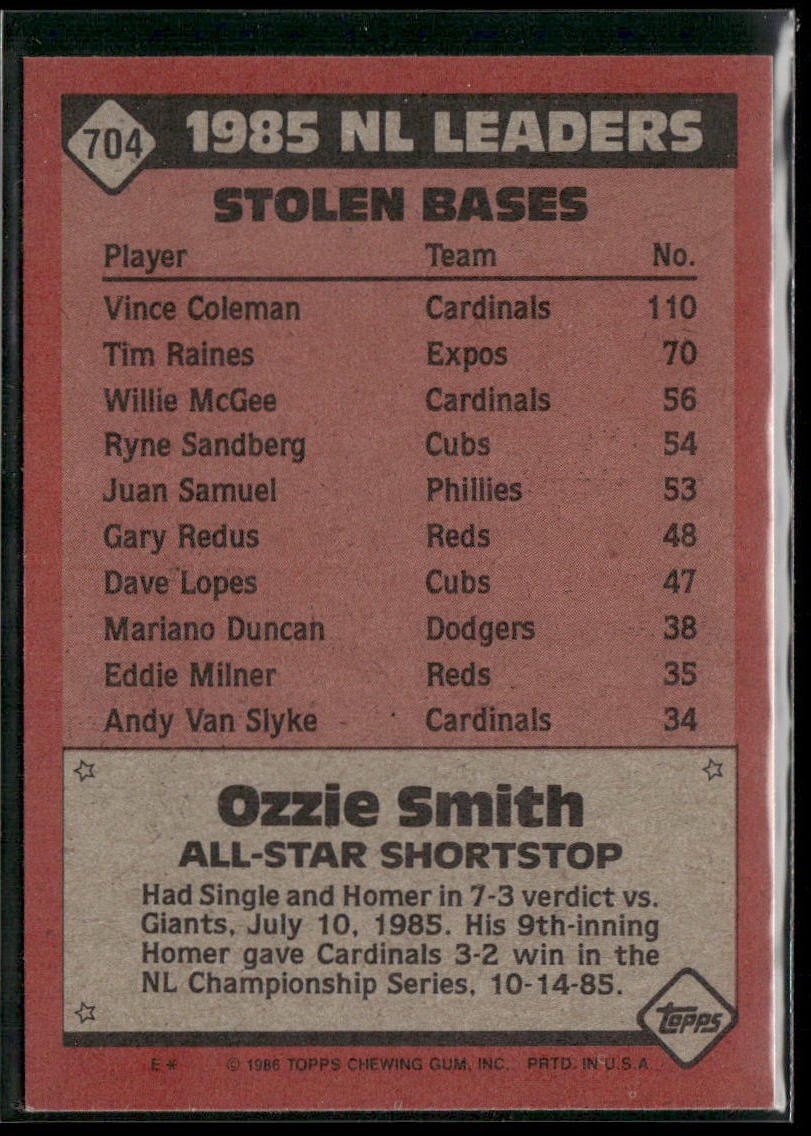 704 1985 NL LEADERS
STOLEN BASES
Player Team No.
Vince Coleman Cardinals 110
Tim Raines Expos 70
Willie McGee Cardinals 56
Ryne Sandberg Cubs 54
Juan Samuel Phillies 53
Gary Redus Reds 48
Dave Lopes Cubs 47
Mariano Duncan Dodgers 38
Eddie Milner Reds 35
Andy Van Slyke Cardinals 34
Ozzie Smith
ALL-STAR SHORTSTOP
Had Single and Homer in 7-3 verdict vs.
Giants, July 10, 1985. His 9th-inning
Homer gave Cardinals 3-2 win in the
NL Championship Series, 10-14-85.
topps
E* © 1986 TOPPS CHEWING GUM, INC. PRTD. IN U.S.A.